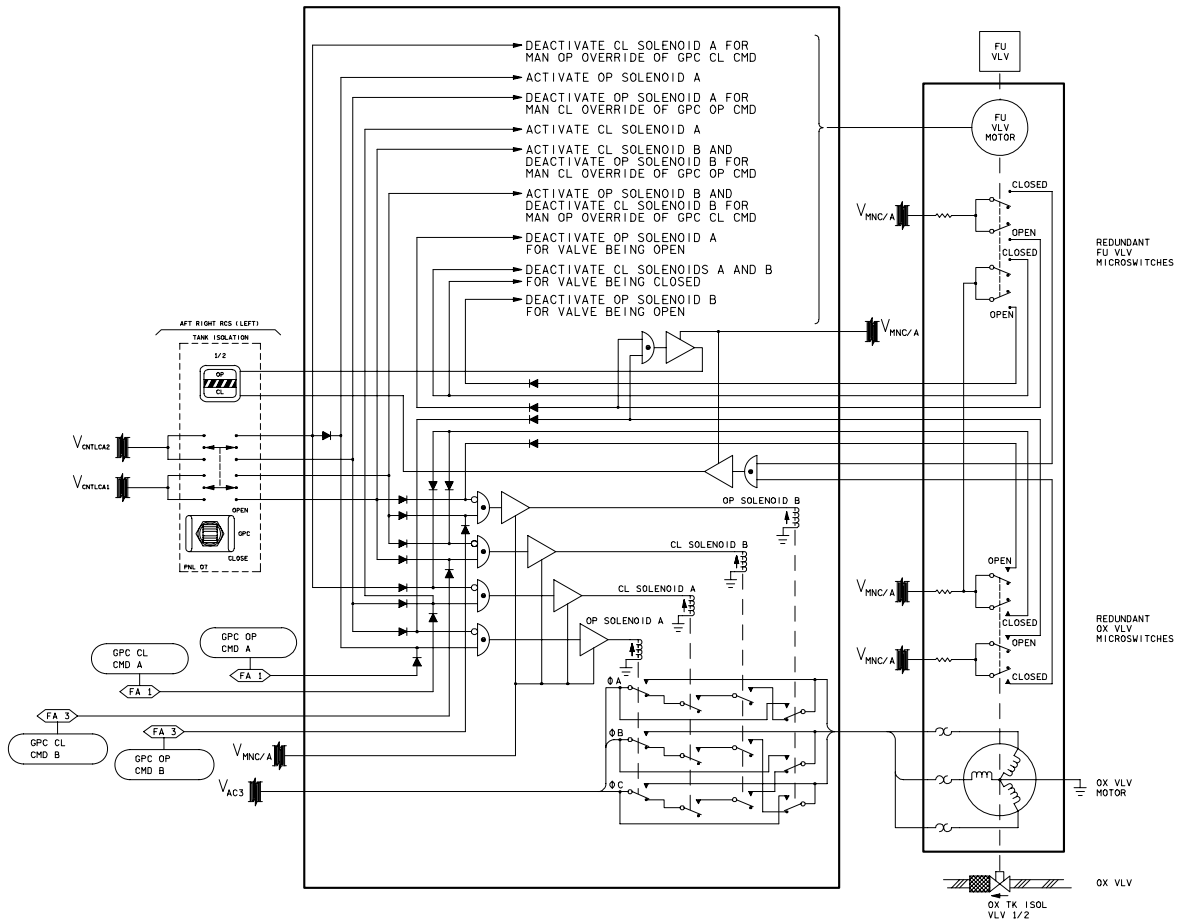 DEACTIVATE CL SOLENOID A FOR
MAN OP OVERRIDE OF GPC CL CMD
ACTIVATE OP SOLENOID A
DEACTIVATE OP SOLENOID A FOR
MAN CL OVERRIDE OF GPC OP CMD
ACTIVATE CL SOLENOID A
ACTIVATE CL SOLENOID B AND
DEACTIVATE OP SOLENOID B FOR
MAN CL OVERRIDE OF GPC OP CMD
ACTIVATE OP SOLENOID B AND
DEACTIVATE CL SOLENOID B FOR
MAN OP OVERRIDE OF GPC CL CMD
DEACTIVATE OP SOLENOID A
FOR VALVE BEING OPEN
DEACTIVATE CL SOLENOIDS A AND B
FOR VALVE BEING CLOSED
DEACTIVATE OP SOLENOID B
FOR VALVE BEING OPEN
FU
VLV
FU
VLV
MOTOR
CLOSED
VMNC/A
OPEN
CLOSED
OPEN
REDUNDANT
FU VLV
MICROSWITCHES
VMNC/A
AFT RIGHT RCS (LEFT)
TANK ISOLATION
1/2
OP
CL
VCNTLCA2
VCNTLCA1
OPEN
GPC
CLOSE
PNL O7
OP SOLENOID B
CL SOLENOID B
CL SOLENOID A
OP SOLENOID A
OPEN
VMNC/A
CLOSED
OPEN
VMNC/A
CLOSED
REDUNDANT
OX VLV
MICROSWITCHES
GPC OP
CMD A
GPC CL
CMD A
FA 1
FA 1
FA 3
FA 3
GPC CL
CMD B
GPC OP
CMD B
VMNC/A
VAC3
ΦA
ΦB
ΦC
OX VLV
MOTOR
OX VLV
OX TK ISOL
VLV 1/2